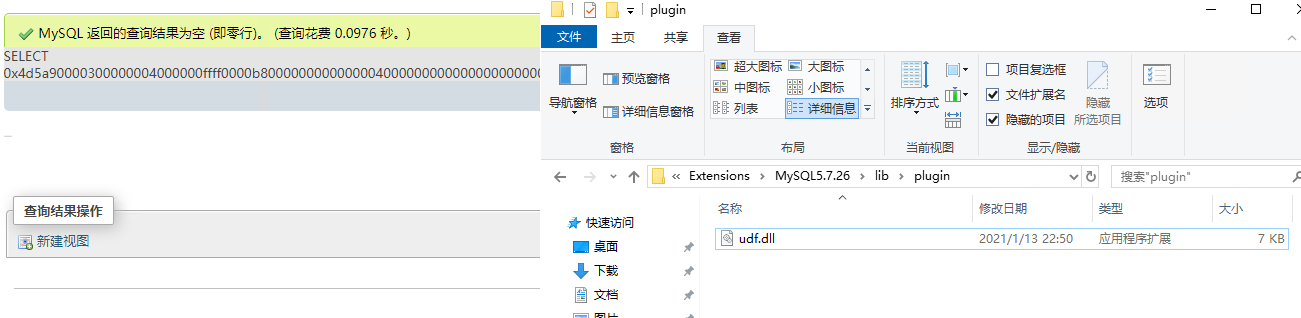 MySQL 返回的查询结果为空 (即零行)。 (查询花费 0.0976 秒。)
SELECT
查询结果操作
新建视图
plugin
文件 主页 共享 查看
导航窗格
预览窗格
详细信息窗格
窗格
超大图标 大图标
中图标 小图标
列表 详细信息
布局
排序方式
当前视图
项目复选框
文件扩展名
隐藏的项目
隐藏
所选项目
显示/隐藏
选项
« Extensions > MySQL5.7.26 > lib > plugin
搜索"plugin"
快速访问
桌面
下载
文档
名称 修改日期 类型 大小
udf.dll 2021/1/13 22:50 应用程序扩展 7 KB